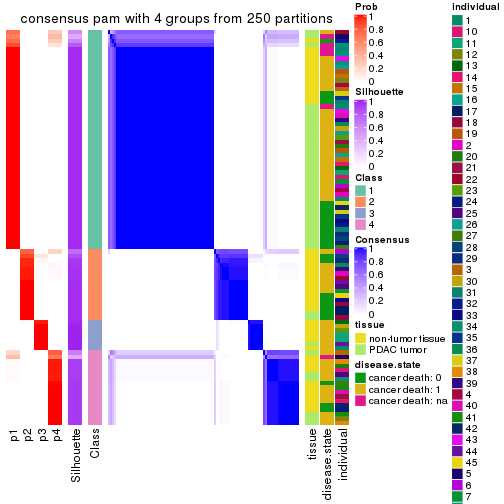 consensus pam with 4 groups from 250 partitions
p1
p2
p3
p4
Silhouette
Class
tissue
disease.state
individual
Prob
1
0.8
0.6
0.4
0.2
0
Silhouette
1
0.8
0.6
0.4
0.2
0
Class
1
2
3
4
Consensus
1
0.8
0.6
0.4
0.2
0
tissue
non-tumor tissue
PDAC tumor
disease.state
cancer death: 0
cancer death: 1
cancer death: na
individual
1
10
11
12
13
14
15
16
17
18
19
2
20
21
22
23
24
25
26
27
28
29
3
30
31
32
33
34
35
36
37
38
39
4
40
41
42
43
44
45
5
6
7